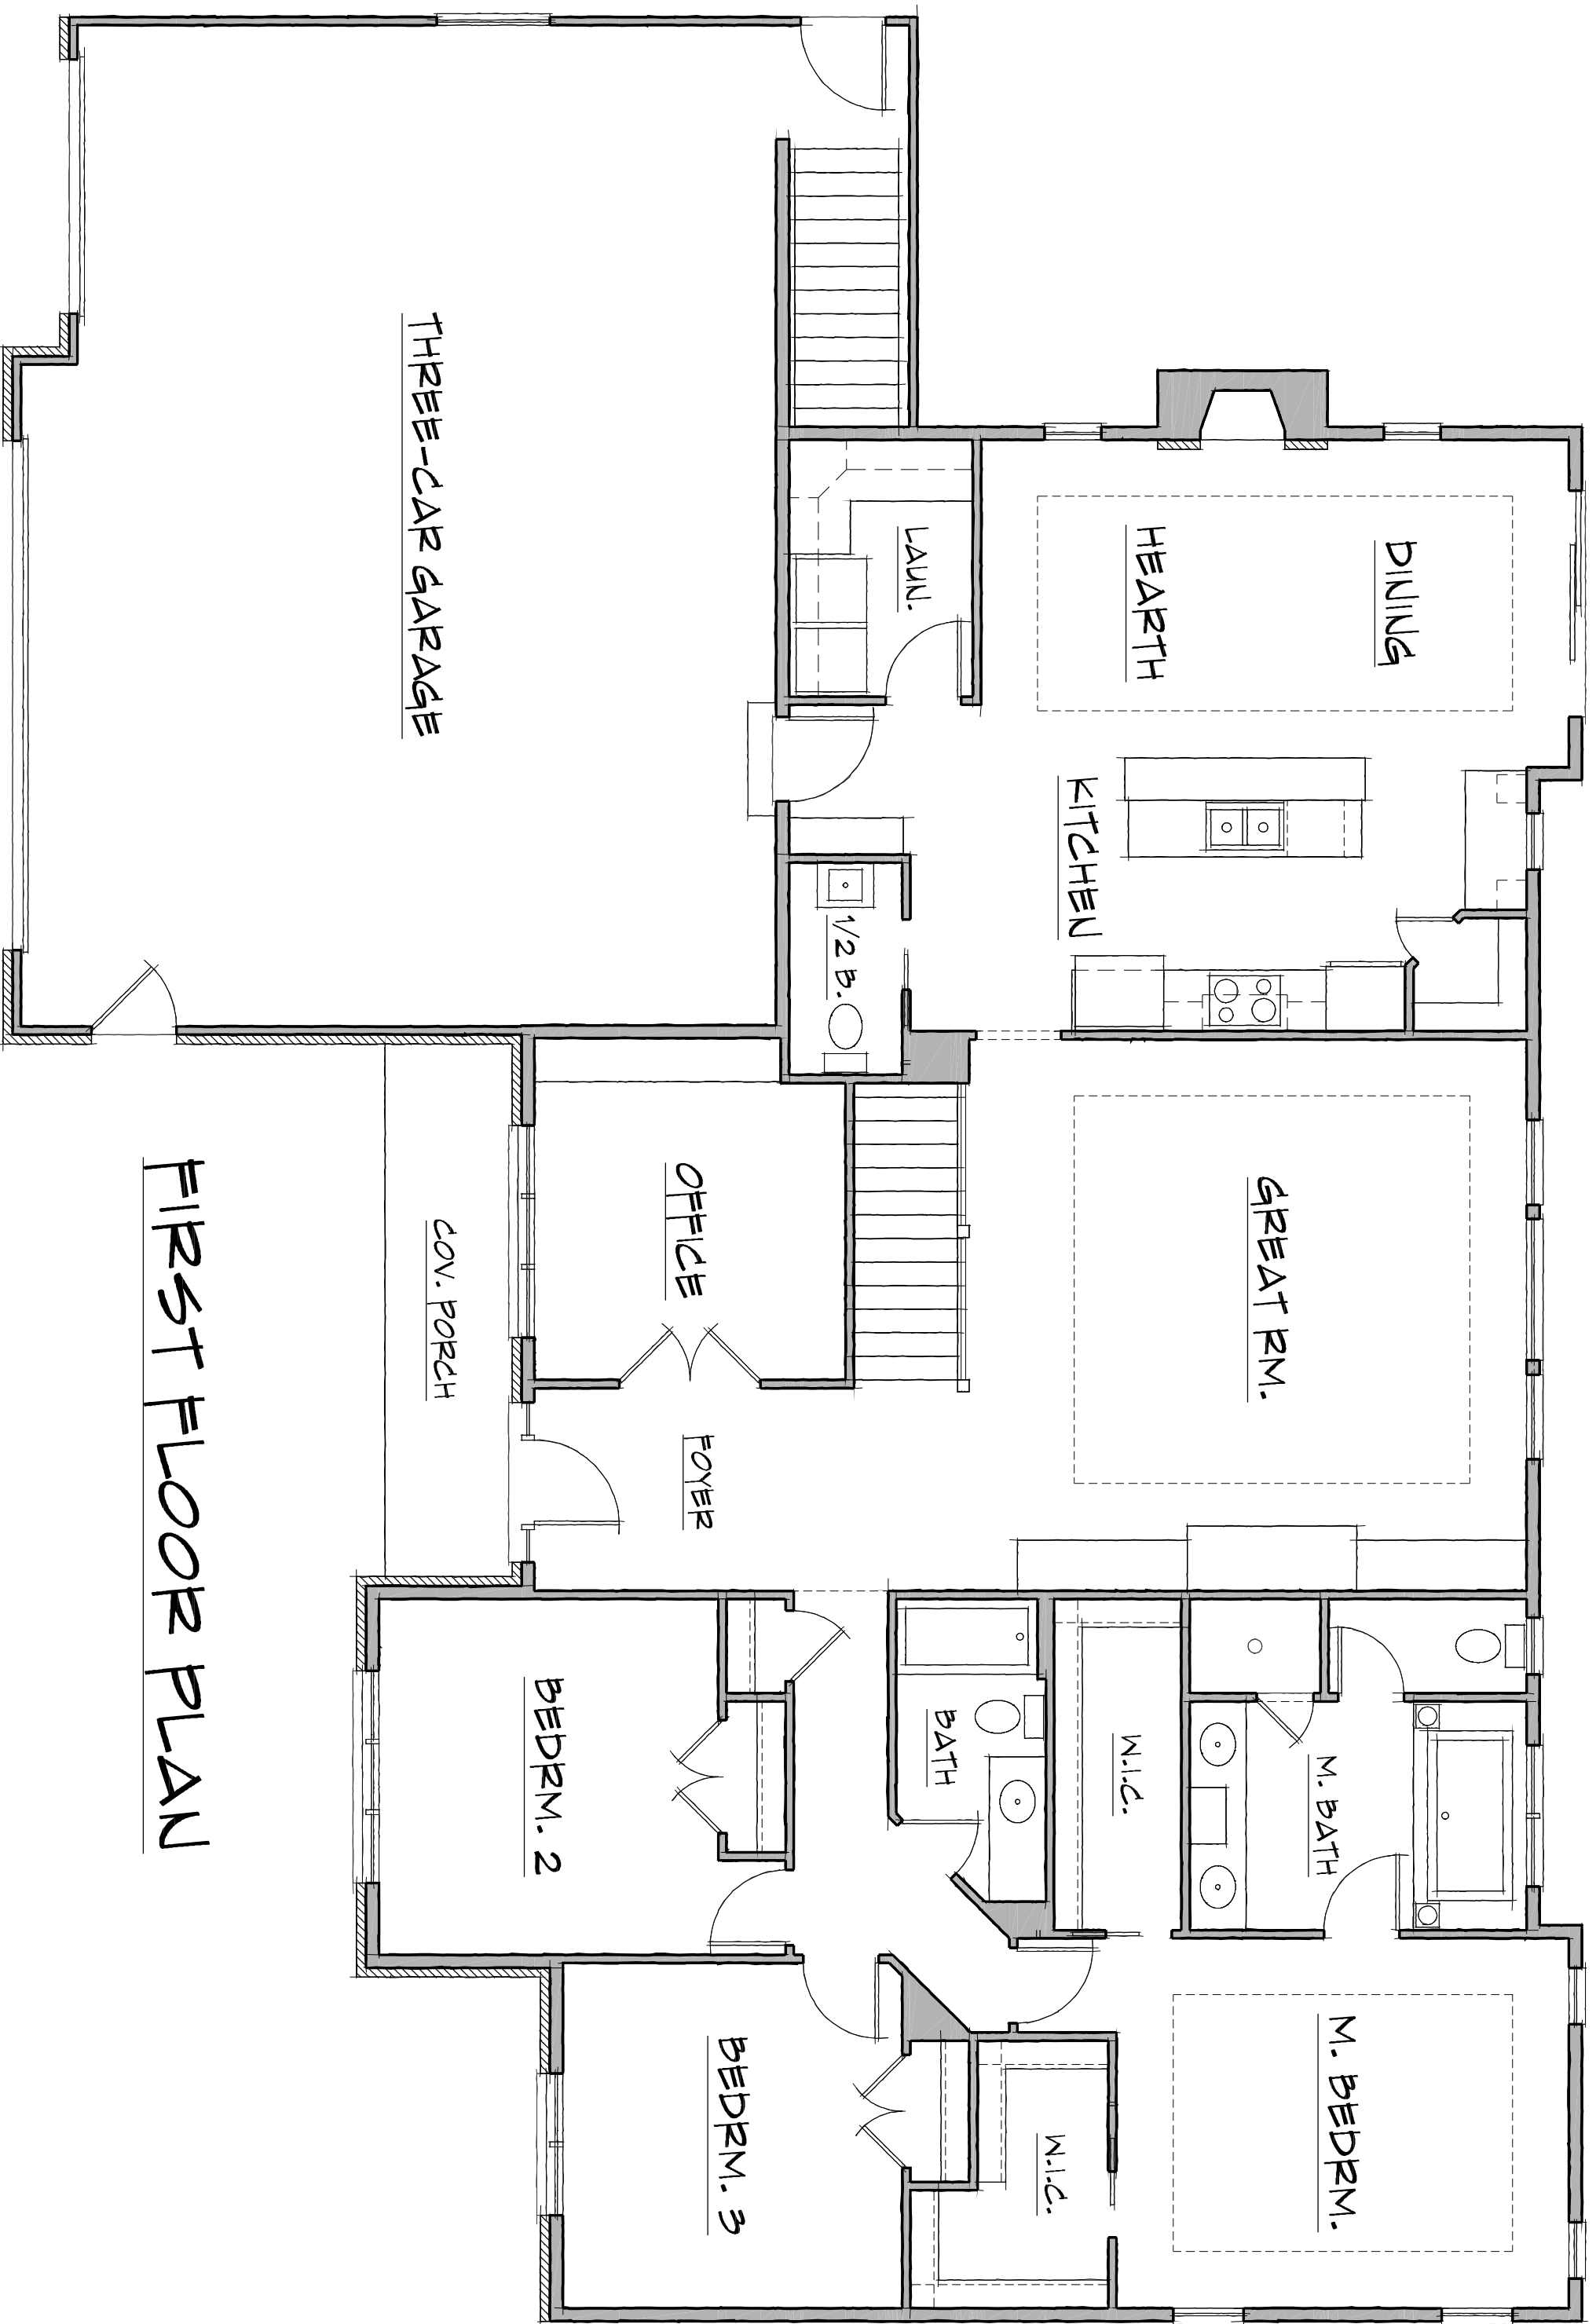 DINING
HEARTH
LAUN.
KITCHEN
THREE-CAR GARAGE
1/2 B.
GREAT RM.
OFFICE
COV. PORCH
FOYER
M. BATH
W.I.C.
BATH
BEDRM. 2
M. BEDRM.
W.I.C.
BEDRM. 3
FIRST FLOOR PLAN